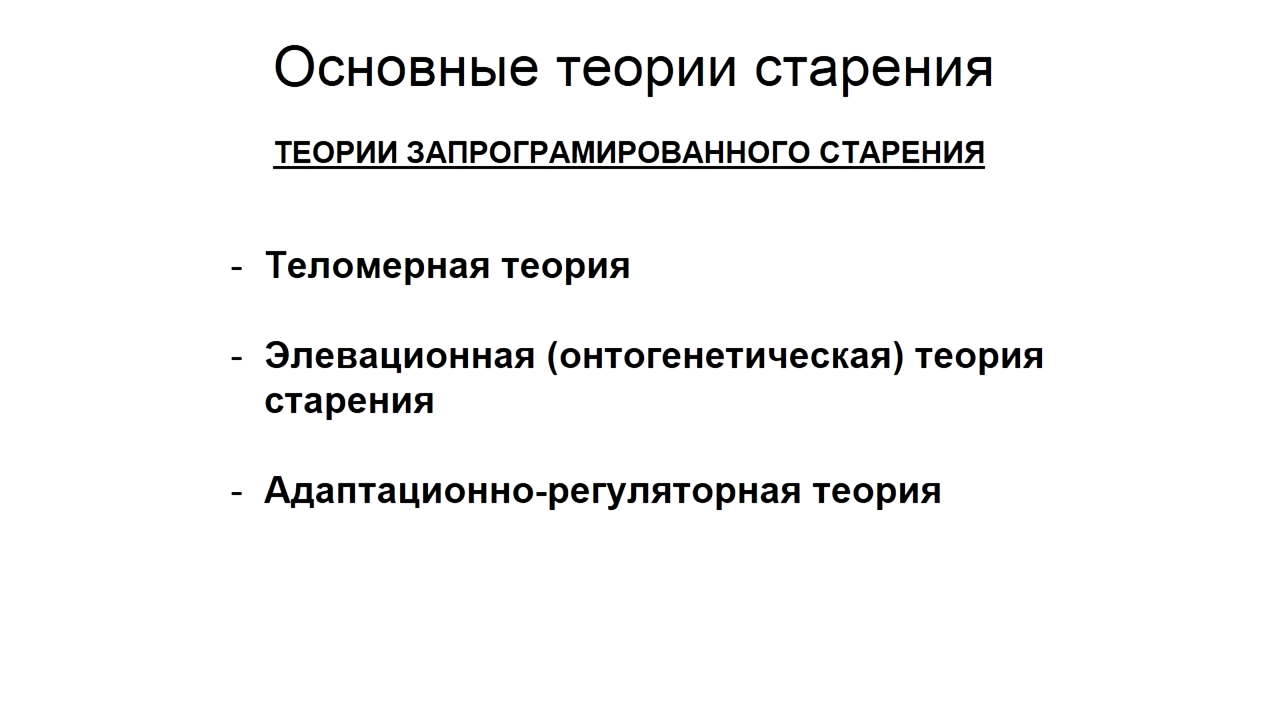 Основные теории старения
ТЕОРИИ ЗАПРОГРАМИРОВАННОГО СТАРЕНИЯ
- Теломерная теория
- Элевационная (онтогенетическая) теория
старения
- Адаптационно-регуляторная теория